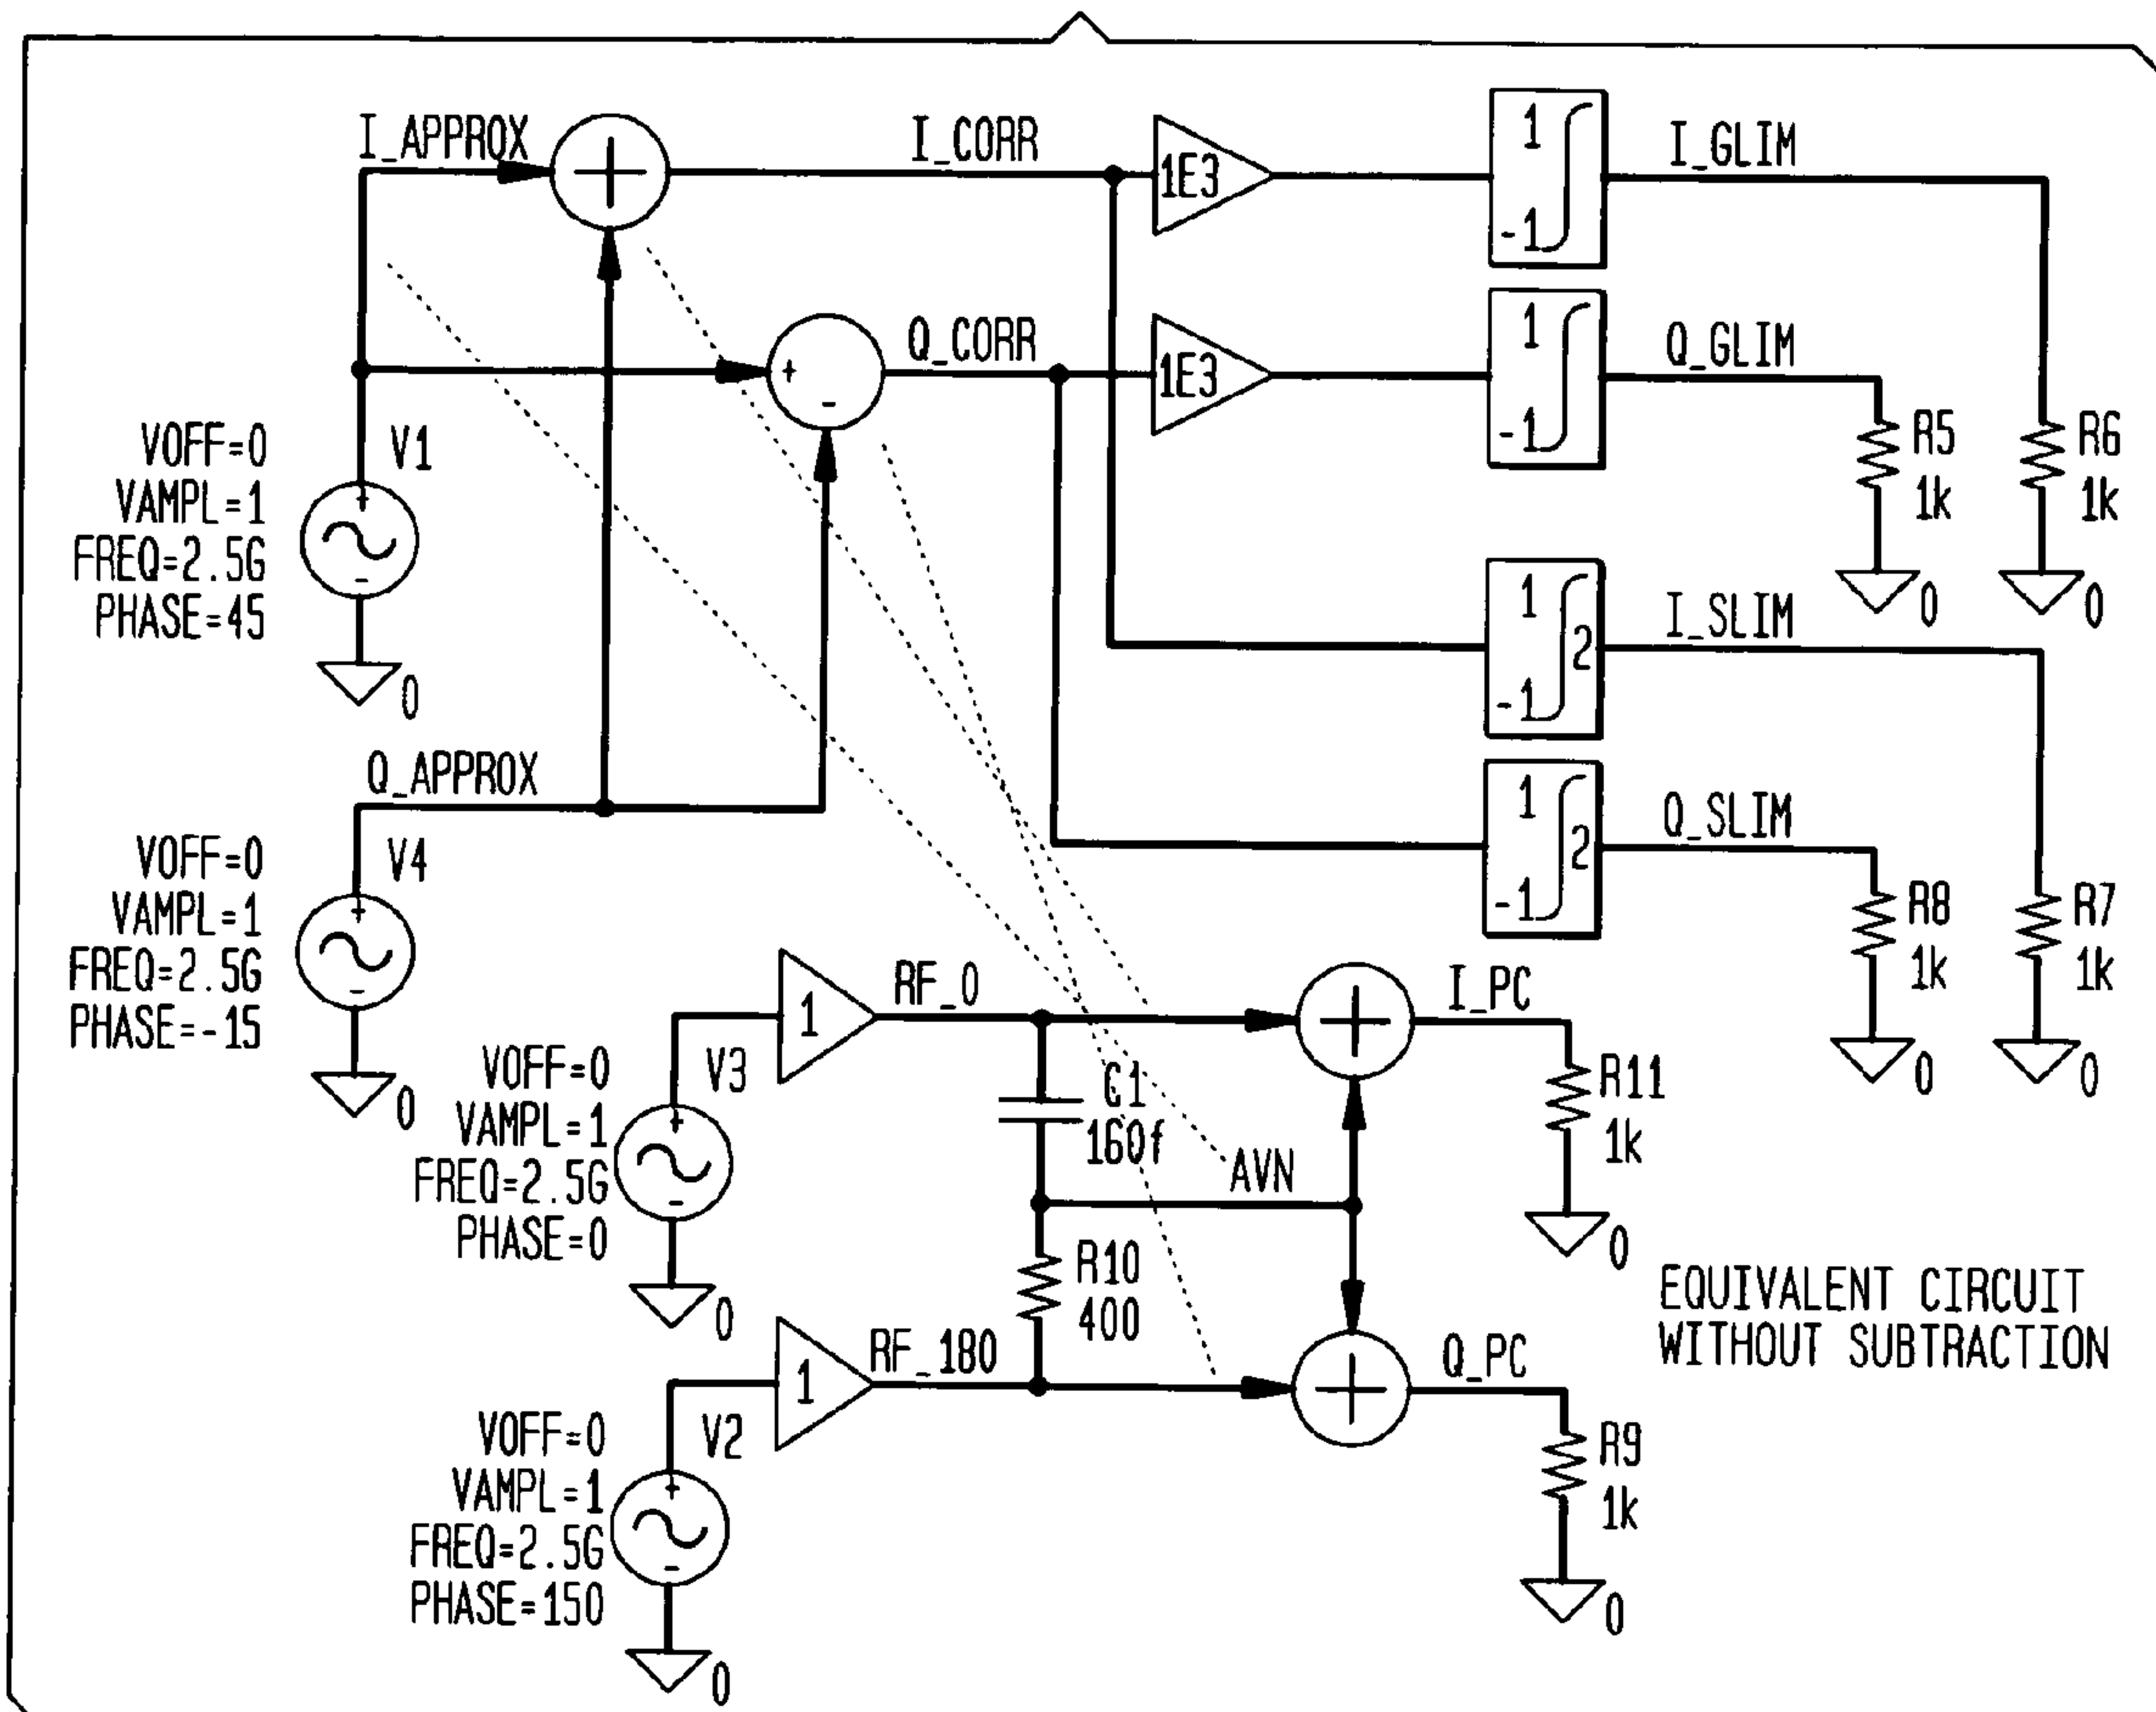 I_APPROX
I_CORR
1E3
1
-1
I_GLIM
+
-
Q_CORR
1E3
1
-1
Q_GLIM
R5
1k
0
R6
1k
0
VOFF=0
VAMPL=1
FREQ=2.5G
PHASE=45
V1
+
-
0
1
2
-1
I_SLIM
Q_APPROX
1
2
-1
Q_SLIM
R8
1k
0
R7
1k
0
VOFF=0
VAMPL=1
FREQ=2.5G
PHASE=-15
V4
+
-
0
1
RF_0
I_PC
VOFF=0
VAMPL=1
FREQ=2.5G
PHASE=0
V3
+
-
0
C1
160f
AVN
R11
1k
0
R10
400
EQUIVALENT CIRCUIT
WITHOUT SUBTRACTION
1
RF_180
Q_PC
VOFF=0
VAMPL=1
FREQ=2.5G
PHASE=150
V2
+
-
0
R9
1k
0